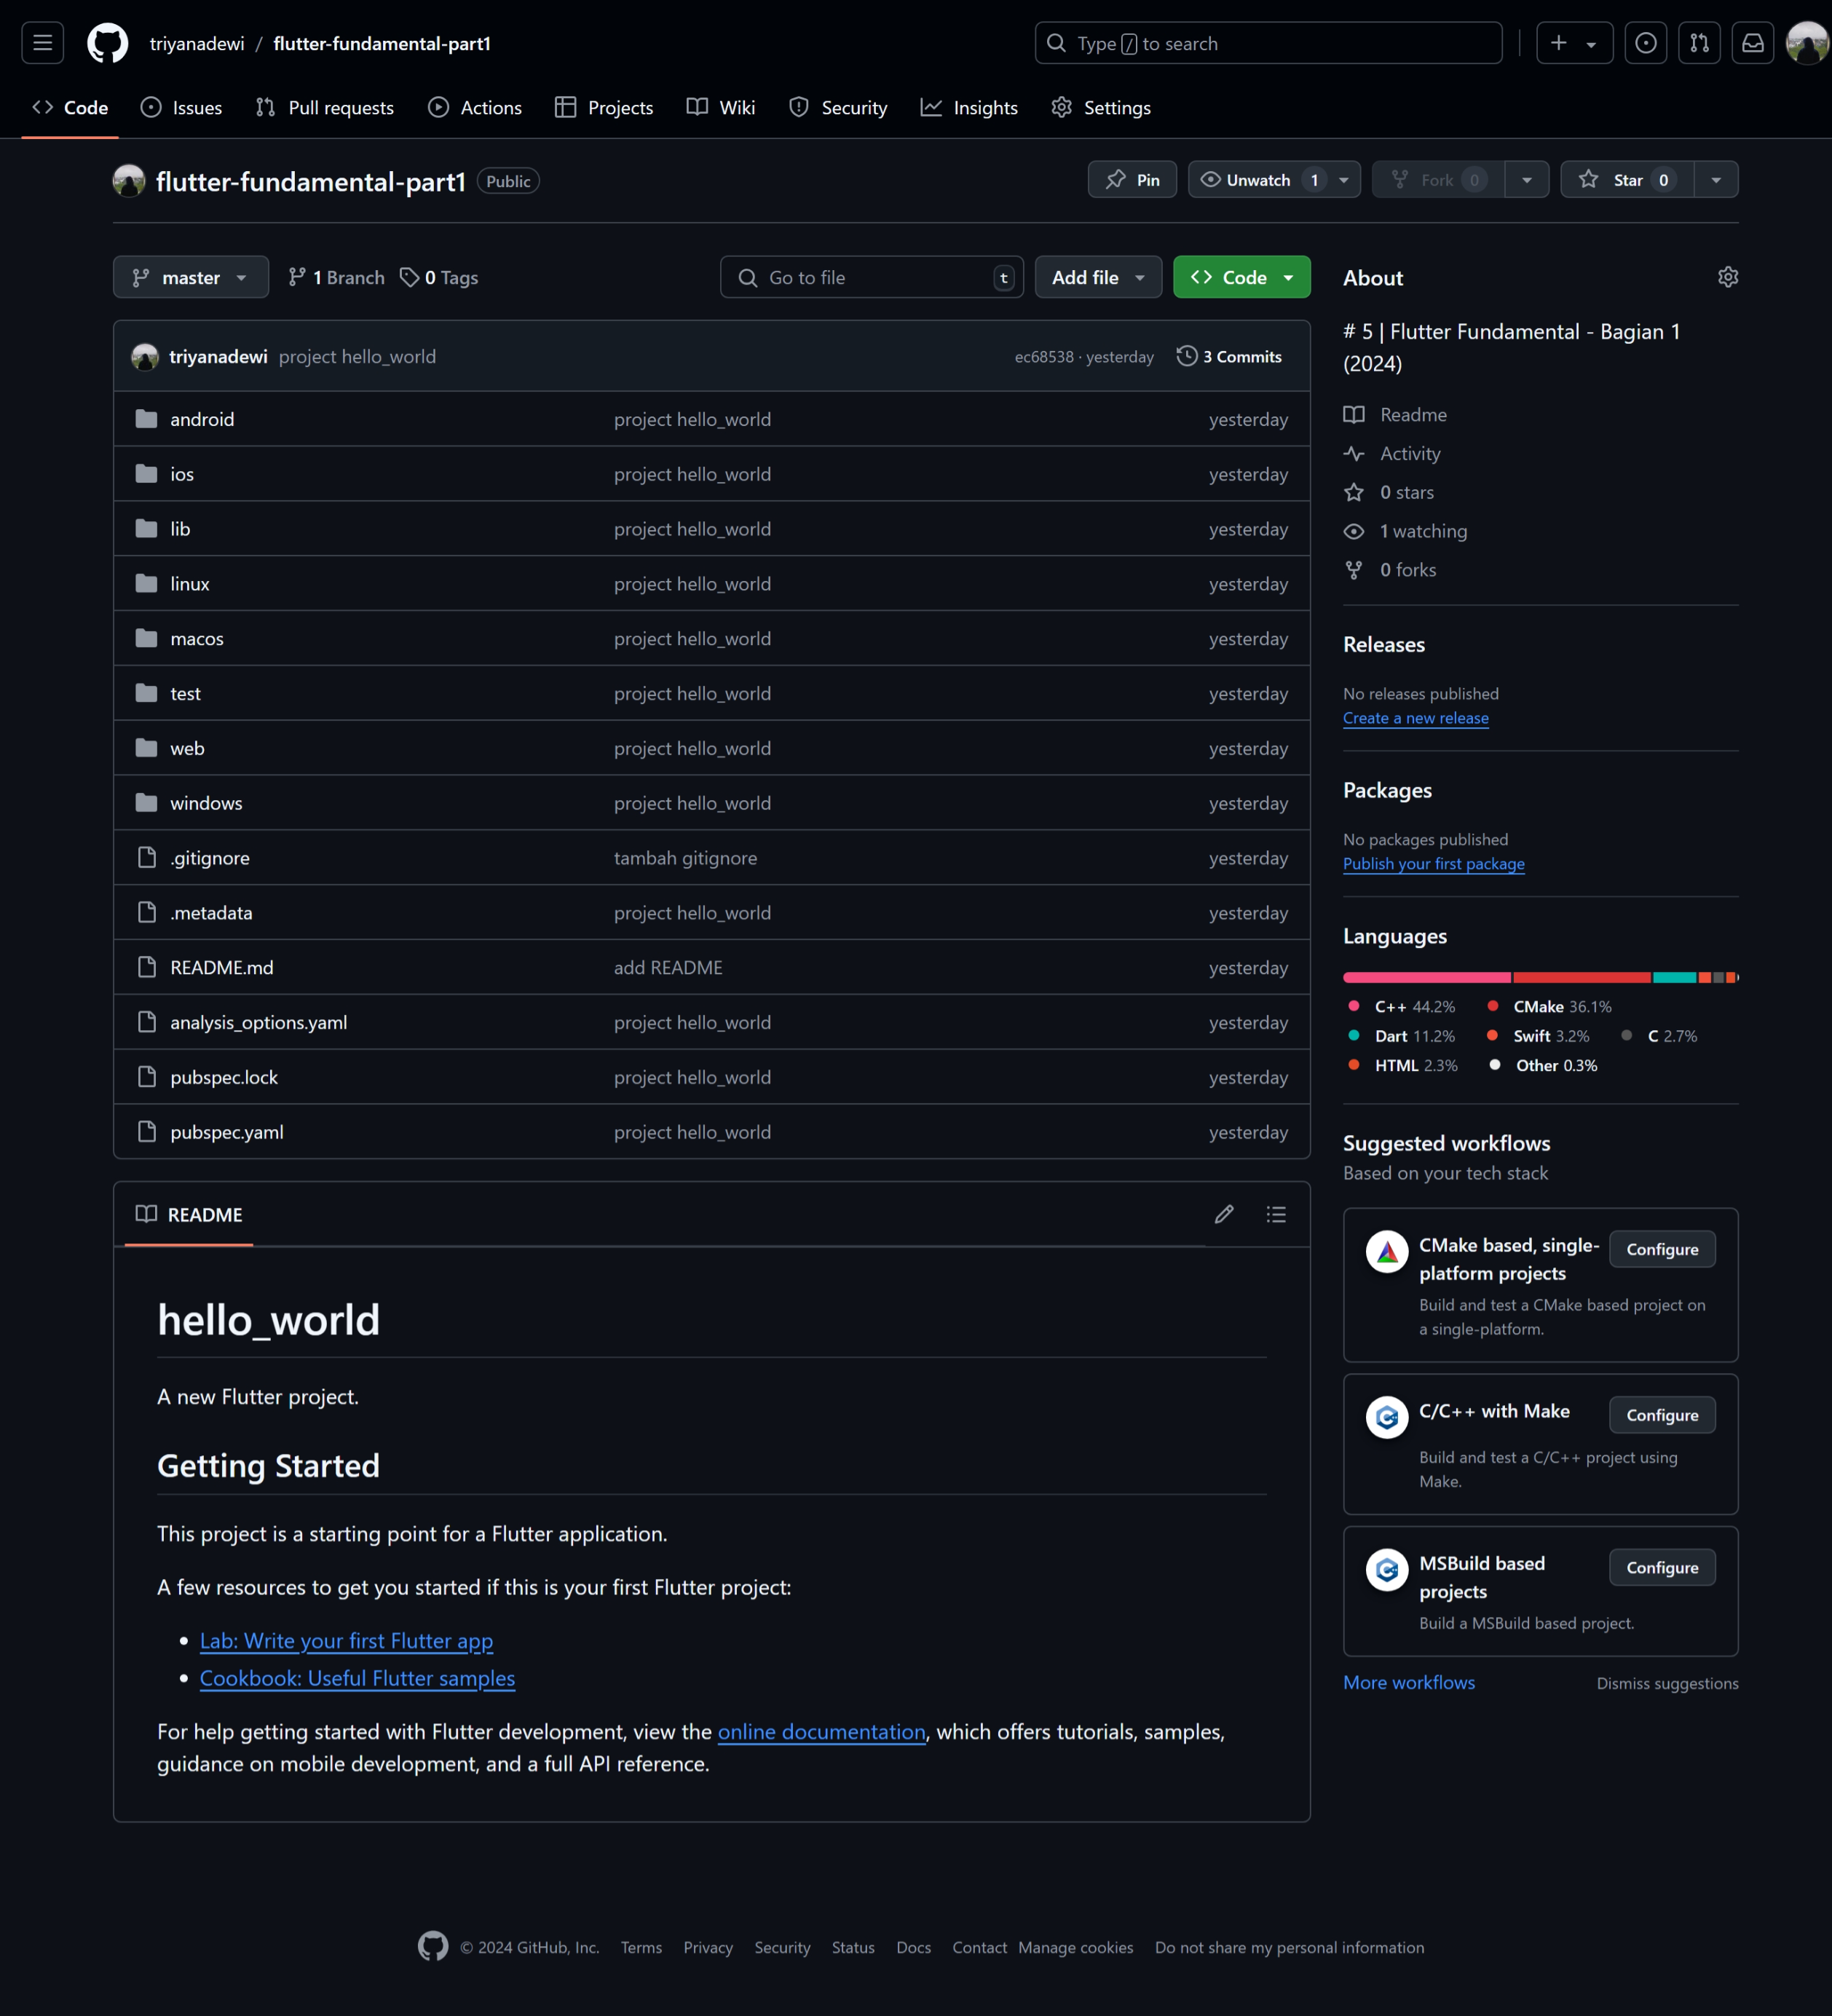 triyanadewi / flutter-fundamental-part1
Type / to search
Code Issues Pull requests Actions Projects Wiki Security Insights Settings
flutter-fundamental-part1 Public
Pin Unwatch 1 Fork 0 Star 0
master 1 Branch 0 Tags
Go to file t Add file Code
triyanadewi project hello_world ec68538 · yesterday 3 Commits
android project hello_world yesterday
ios project hello_world yesterday
lib project hello_world yesterday
linux project hello_world yesterday
macos project hello_world yesterday
test project hello_world yesterday
web project hello_world yesterday
windows project hello_world yesterday
.gitignore tambah gitignore yesterday
.metadata project hello_world yesterday
README.md add README yesterday
analysis_options.yaml project hello_world yesterday
pubspec.lock project hello_world yesterday
pubspec.yaml project hello_world yesterday
README
hello_world
A new Flutter project.
Getting Started
This project is a starting point for a Flutter application.
A few resources to get you started if this is your first Flutter project:
• Lab: Write your first Flutter app
• Cookbook: Useful Flutter samples
For help getting started with Flutter development, view the online documentation, which offers tutorials, samples,
guidance on mobile development, and a full API reference.
About
# 5 | Flutter Fundamental - Bagian 1
(2024)
Readme
Activity
0 stars
1 watching
0 forks
Releases
No releases published
Create a new release
Packages
No packages published
Publish your first package
Languages
C++ 44.2% CMake 36.1%
Dart 11.2% Swift 3.2% C 2.7%
HTML 2.3% Other 0.3%
Suggested workflows
Based on your tech stack
CMake based, single-
platform projects
Configure
Build and test a CMake based project on
a single-platform.
C/C++ with Make
Configure
Build and test a C/C++ project using
Make.
MSBuild based
projects
Configure
Build a MSBuild based project.
More workflows Dismiss suggestions
© 2024 GitHub, Inc. Terms Privacy Security Status Docs Contact Manage cookies Do not share my personal information